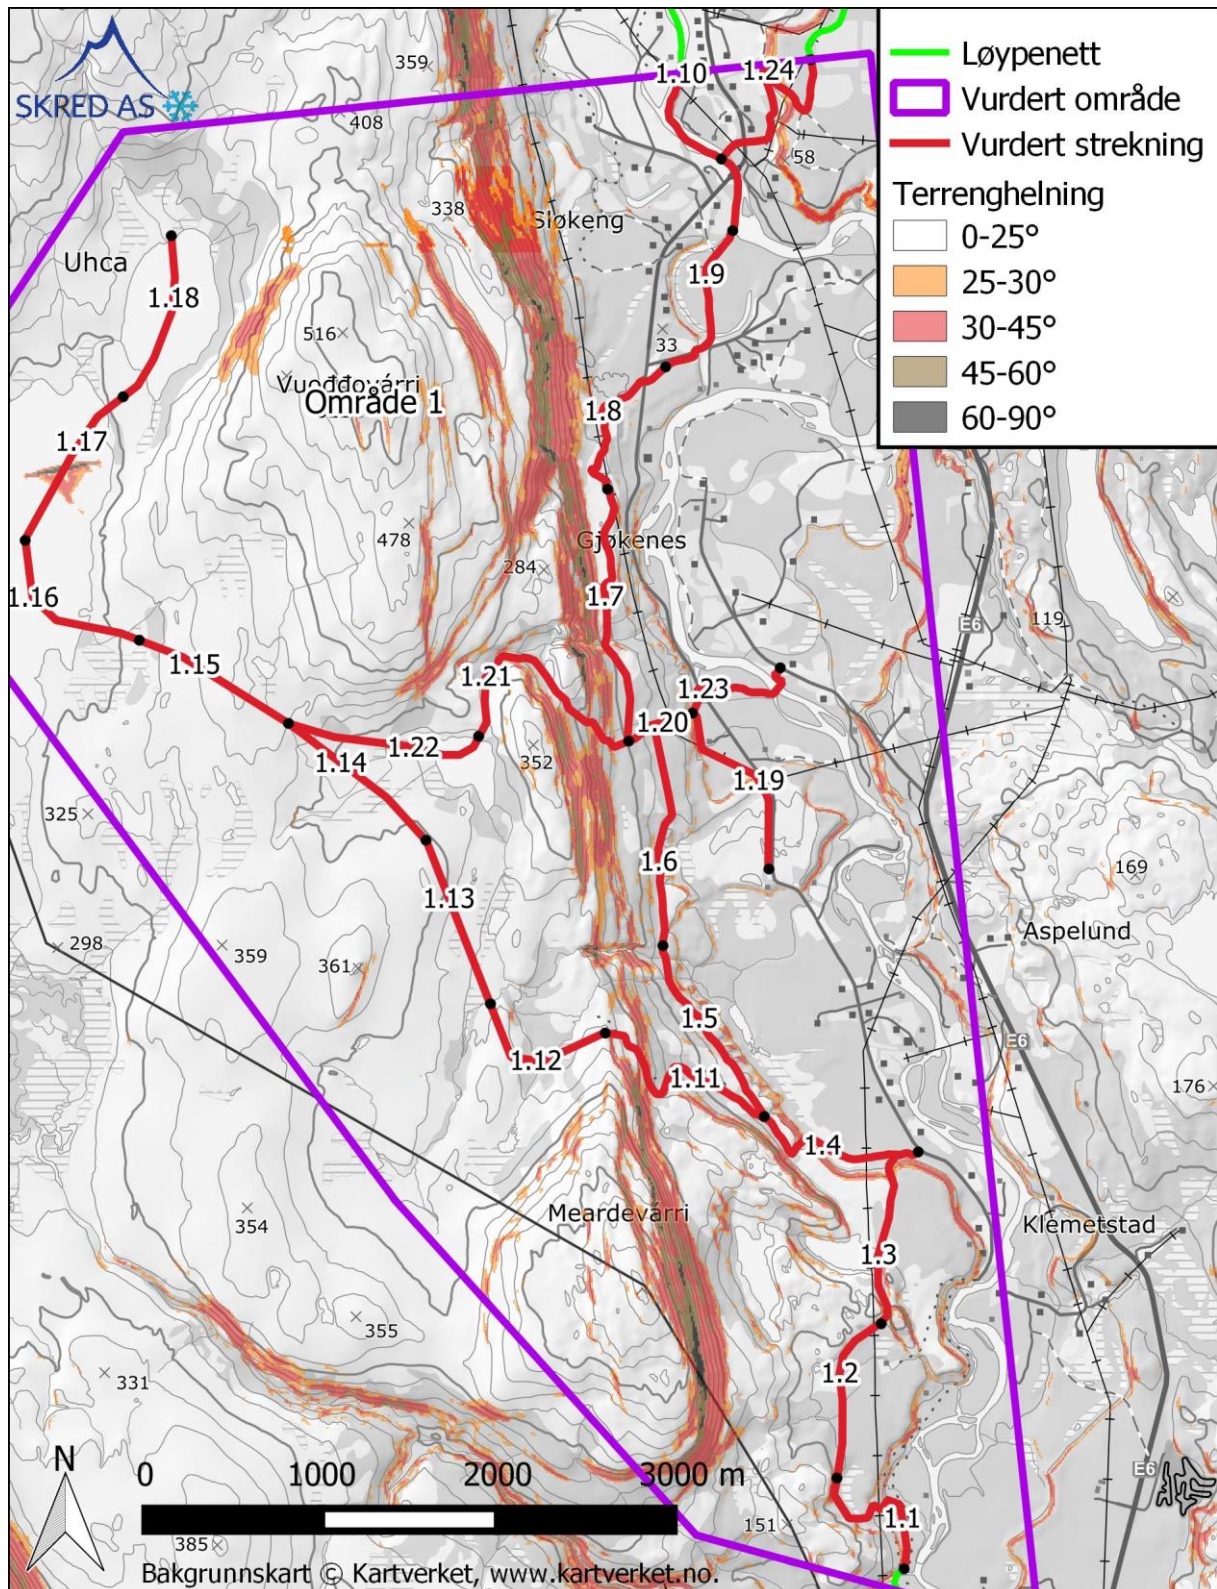 SKRED AS
Løypenett
Vurdert område
Vurdert strekning
Terrenghelning
0-25°
25-30°
30-45°
45-60°
60-90°
359
408
1.10
1.24
58
338
Sløkeng
Uhca
1.18
1.9
516
33
Vuođđovárri
Område 1
1.8
1.17
478
Gjøkenes
284
1.16
1.7
119
E6
1.15
1.21
1.23
1.20
1.22
352
1.14
1.19
325
1.6
169
1.13
298
359
361
Aspelund
1.5
E6
1.12
1.11
176
1.4
354
Meardevárri
Klemetstad
1.3
355
331
1.2
N
0
1000
2000
3000 m
E6
151
1.1
385
Bakgrunnskart © Kartverket, www.kartverket.no.